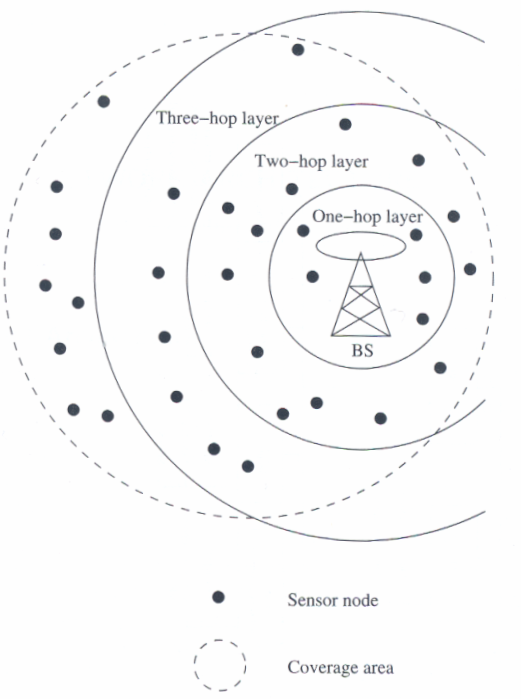 Three−hop layer
Two−hop layer
One−hop layer
BS
Sensor node
Coverage area